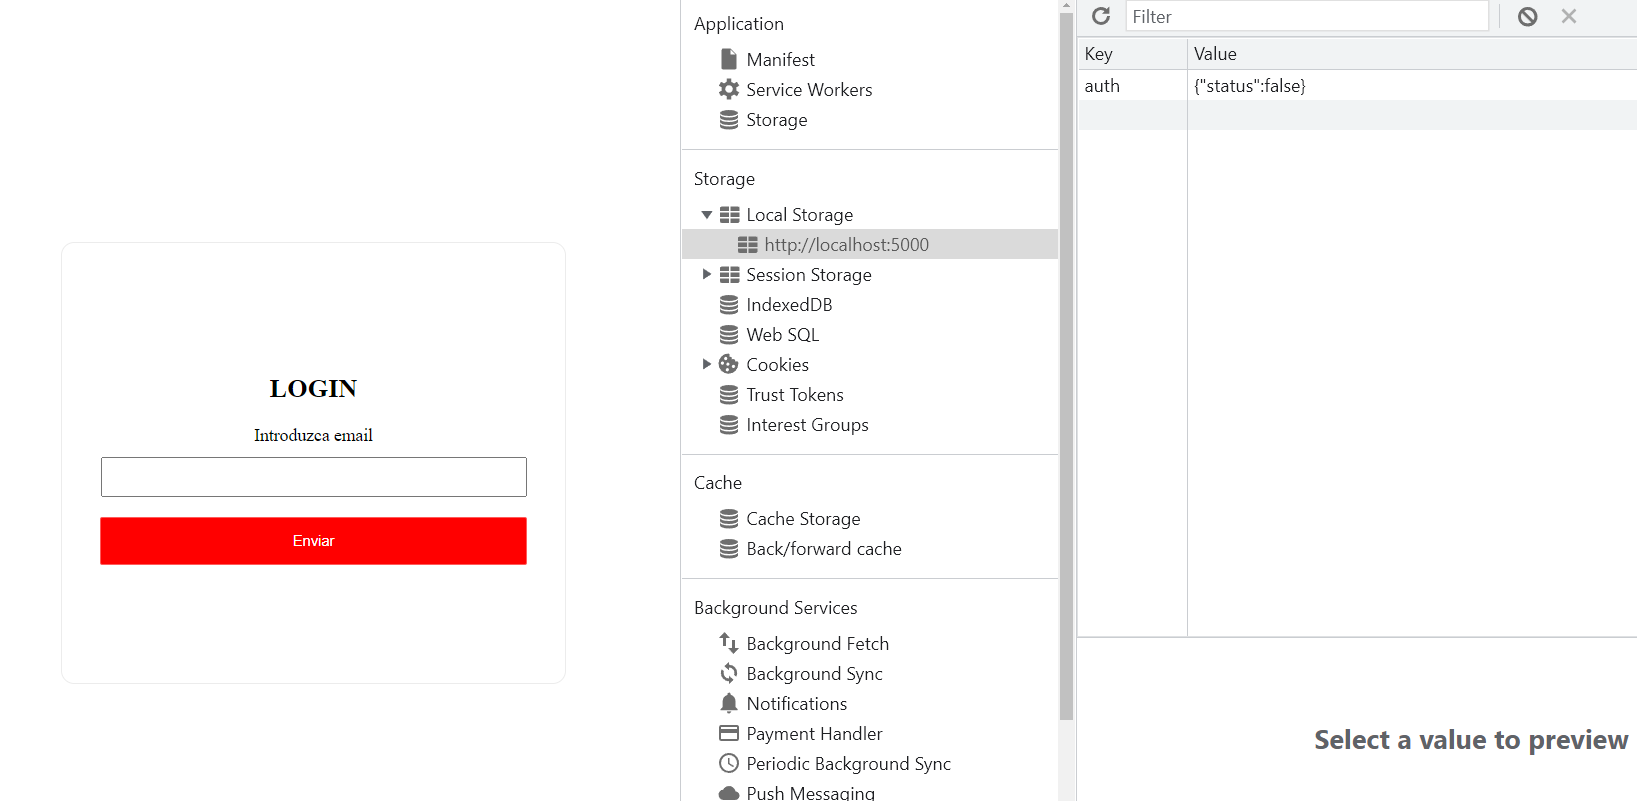 LOGIN
Introduzca email
Enviar
Application
Manifest
Service Workers
Storage
Storage
Local Storage
http://localhost:5000
Session Storage
IndexedDB
Web SQL
Cookies
Trust Tokens
Interest Groups
Cache
Cache Storage
Back/forward cache
Background Services
Background Fetch
Background Sync
Notifications
Payment Handler
Periodic Background Sync
Push Messaging
Filter
Key Value
auth {"status":false}
Select a value to preview